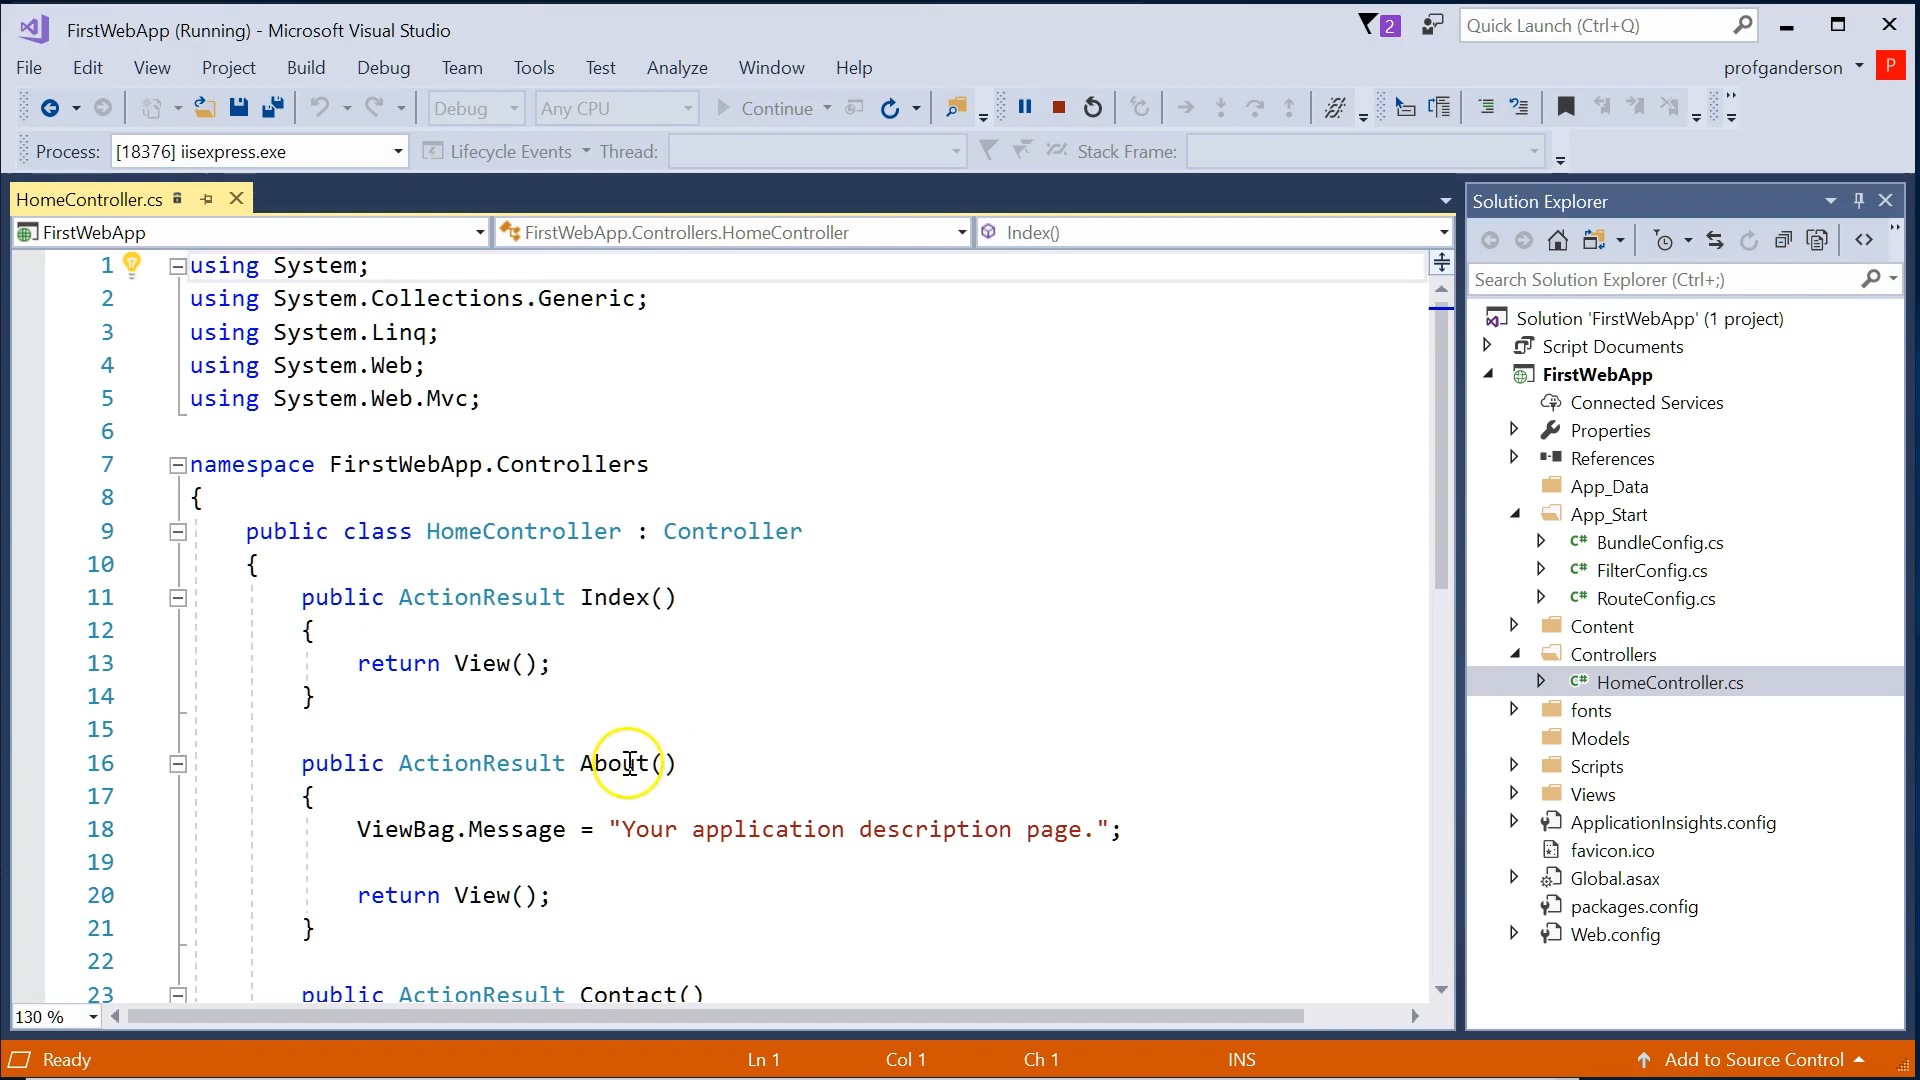 FirstWebApp (Running) - Microsoft Visual Studio
2
Quick Launch (Ctrl+Q)
File Edit View Project Build Debug Team Tools Test Analyze Window Help
profganderson P
Debug Any CPU Continue
Process: [18376] iisexpress.exe Lifecycle Events Thread: Stack Frame:
HomeController.cs
FirstWebApp FirstWebApp.Controllers.HomeController Index()
1 using System;
2 using System.Collections.Generic;
3 using System.Linq;
4 using System.Web;
5 using System.Web.Mvc;
6
7 namespace FirstWebApp.Controllers
8 {
9 public class HomeController : Controller
10 {
11 public ActionResult Index()
12 {
13 return View();
14 }
15
16 public ActionResult About()
17 {
18 ViewBag.Message = "Your application description page.";
19
20 return View();
21 }
22
23 public ActionResult Contact()
130 %
Solution Explorer
Search Solution Explorer (Ctrl+;)
Solution 'FirstWebApp' (1 project)
Script Documents
FirstWebApp
Connected Services
Properties
References
App_Data
App_Start
C# BundleConfig.cs
C# FilterConfig.cs
C# RouteConfig.cs
Content
Controllers
C# HomeController.cs
fonts
Models
Scripts
Views
ApplicationInsights.config
favicon.ico
Global.asax
packages.config
Web.config
Ready Ln 1 Col 1 Ch 1 INS Add to Source Control